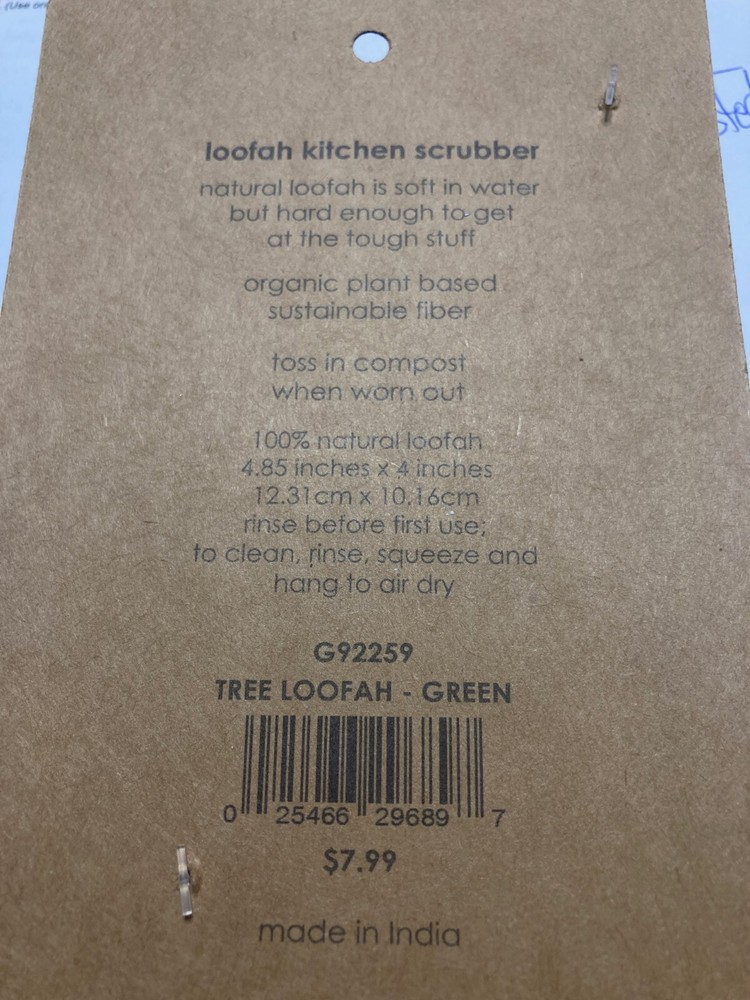 (Use on
loofah kitchen scrubber
natural loofah is soft in water
but hard enough to get
at the tough stuff
organic plant based
sustainable fiber
toss in compost
when worn out
100% natural loofah
4.85 inches x 4 inches
12.31cm x 10.16cm
rinse before first use;
to clean, rinse, squeeze and
hang to air dry
G92259
TREE LOOFAH - GREEN
0 25466 29689 7
$7.99
made in India